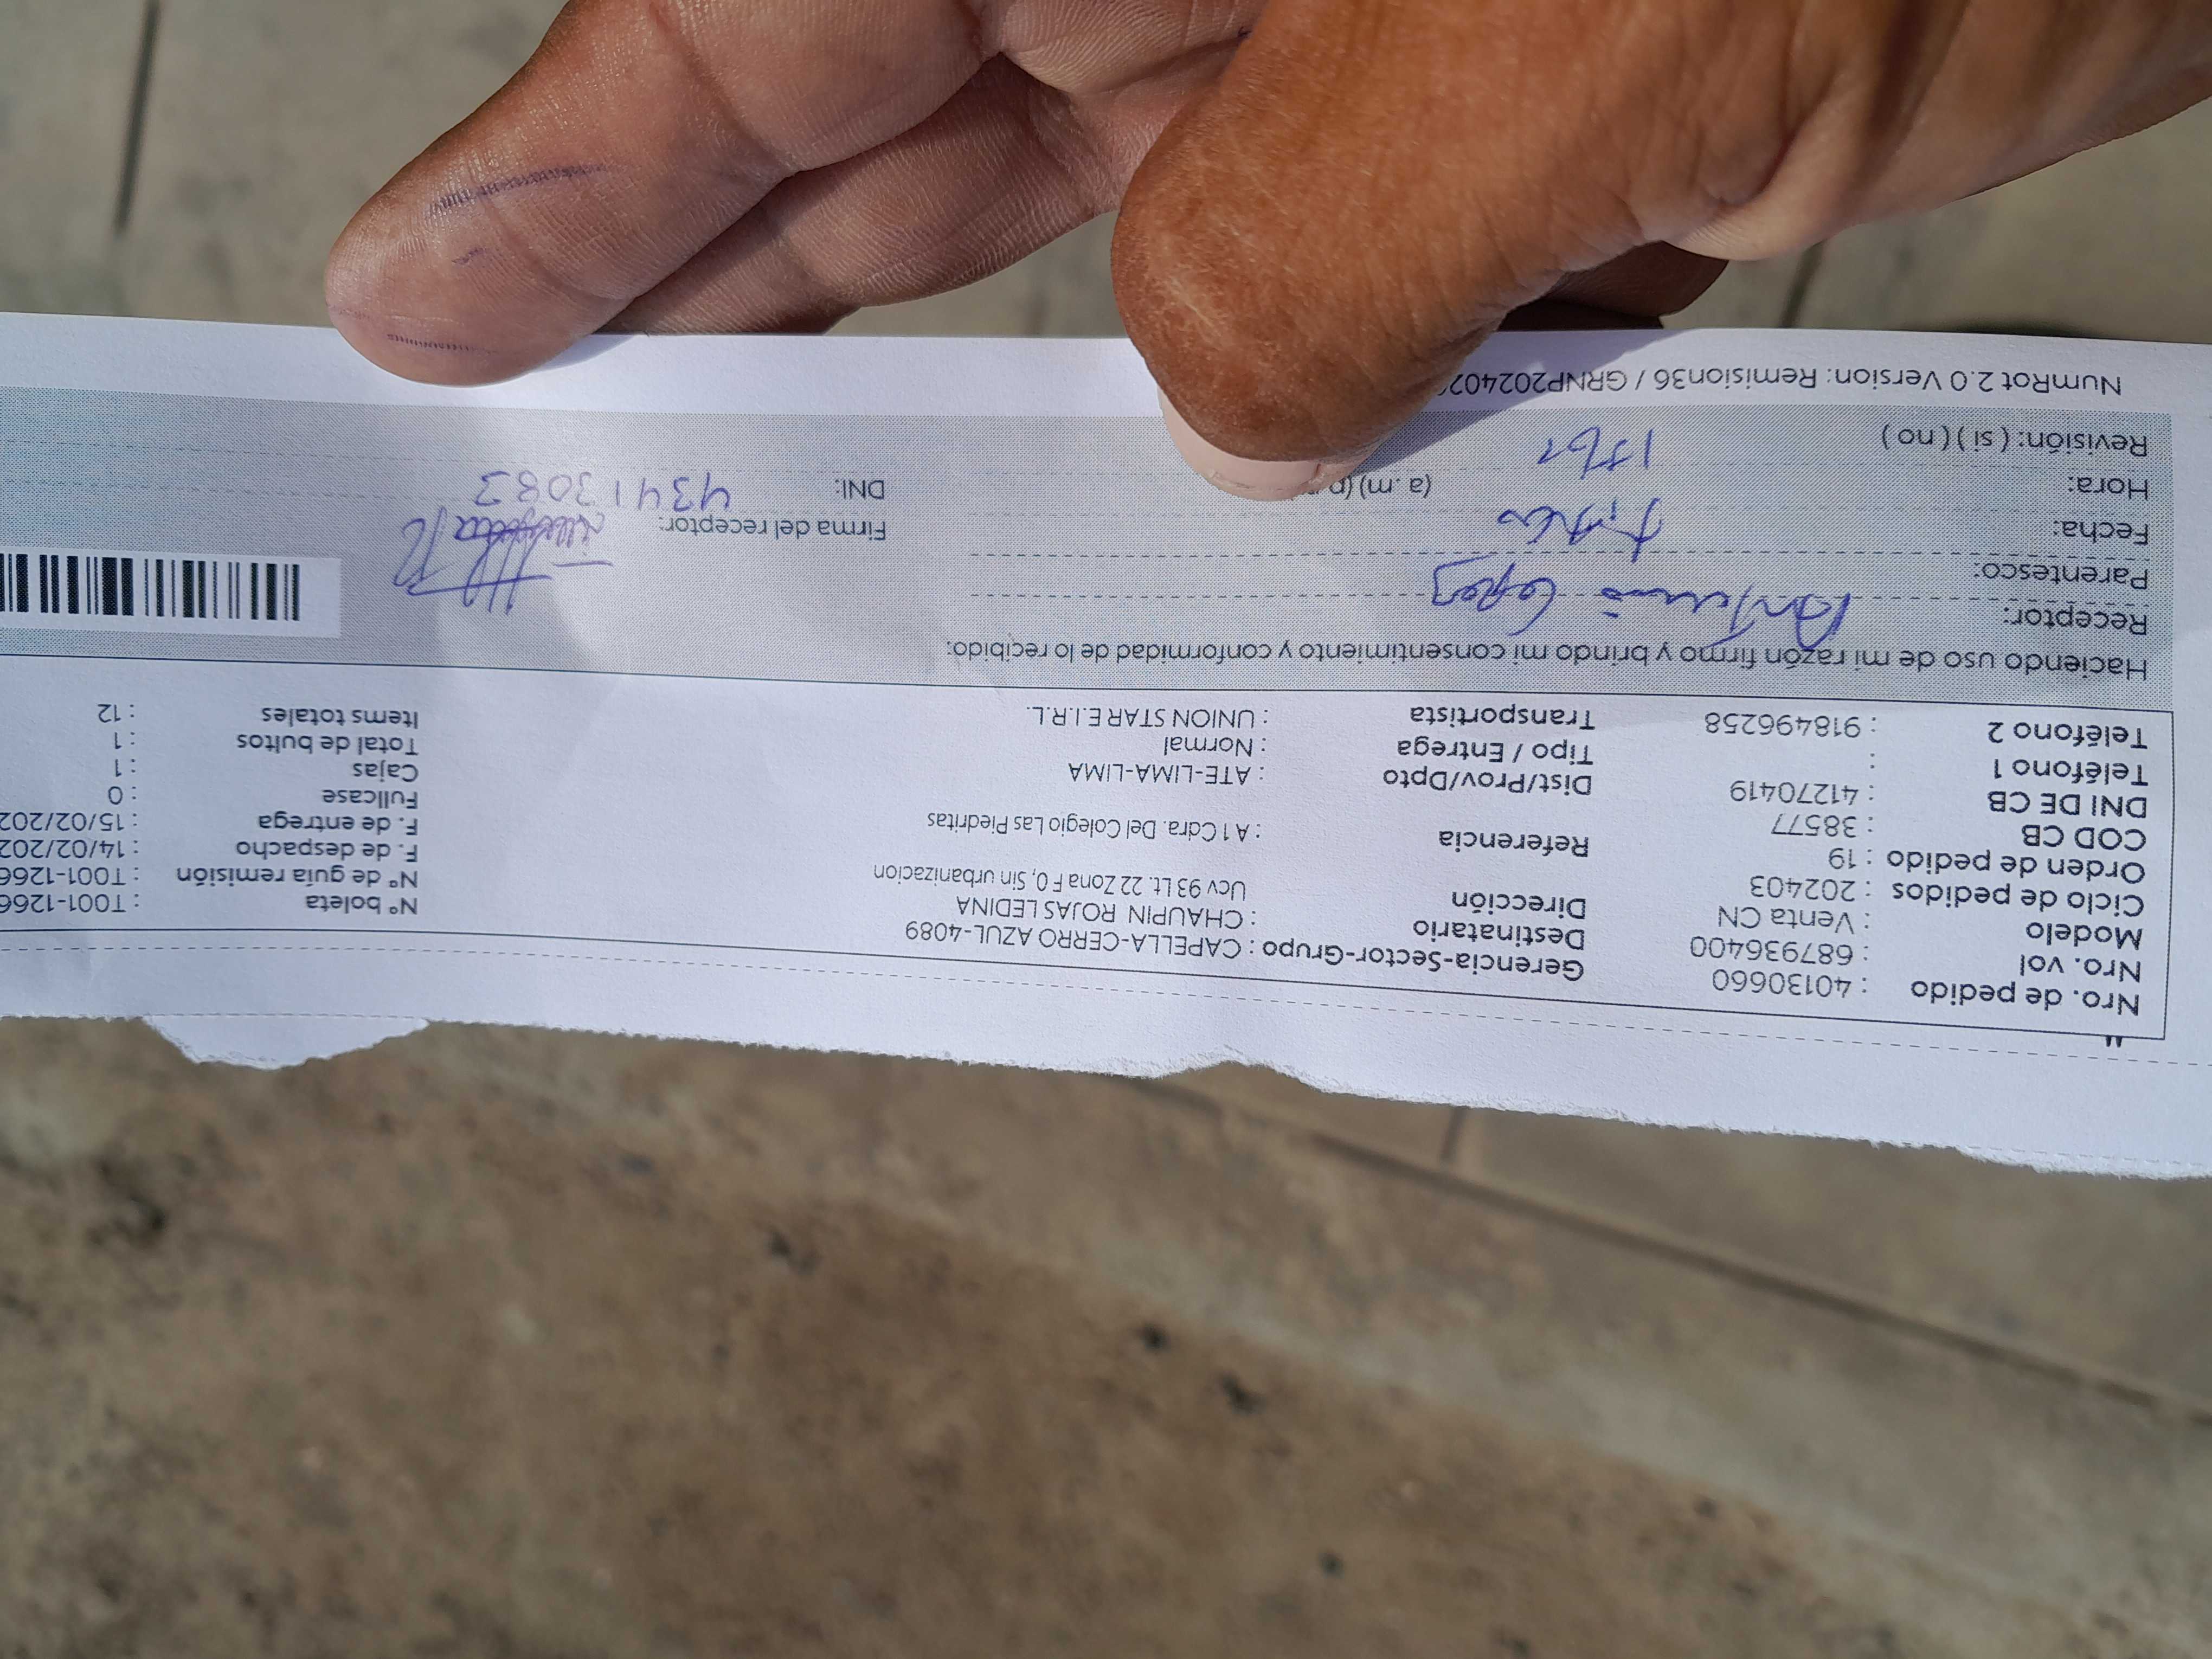 Nro. de pedido : 40130660 Gerencia-Sector-Grupo : CAPELLA-CERRO AZUL-4089 N° boleta : T001-1266
Nro. vol : 687936400 Destinatario : CHAUPIN ROJAS LEDINA N° de guía remisión : T001-1266
Modelo : Venta CN Dirección Ucv 93 Lt. 22 Zona F 0, Sin urbanizacion F. de despacho : 14/02/202
Ciclo de pedidos : 202403 F. de entrega : 15/02/202
Orden de pedido : 19 Referencia : A 1 Cdra. Del Colegio Las Piedritas Fullcase : 0
COD CB : 38577 Cajas : 1
DNI DE CB : 41270419 Dist/Prov/Dpto : ATE-LIMA-LIMA Total de bultos : 1
Teléfono 1 : Tipo / Entrega : Normal Items totales : 12
Teléfono 2 : 918496258 Transportista : UNION STAR E.I.R.L.
Haciendo uso de mi razón firmo y brindo mi consentimiento y conformidad de lo recibido:
Receptor: Lopez
Parentesco:
Fecha: Firma del receptor:
Hora: (a .m) (p DNI: 43413083
Revisión: ( si ) ( no )
NumRot 2.0 Version: Remision36 / GRNP202402